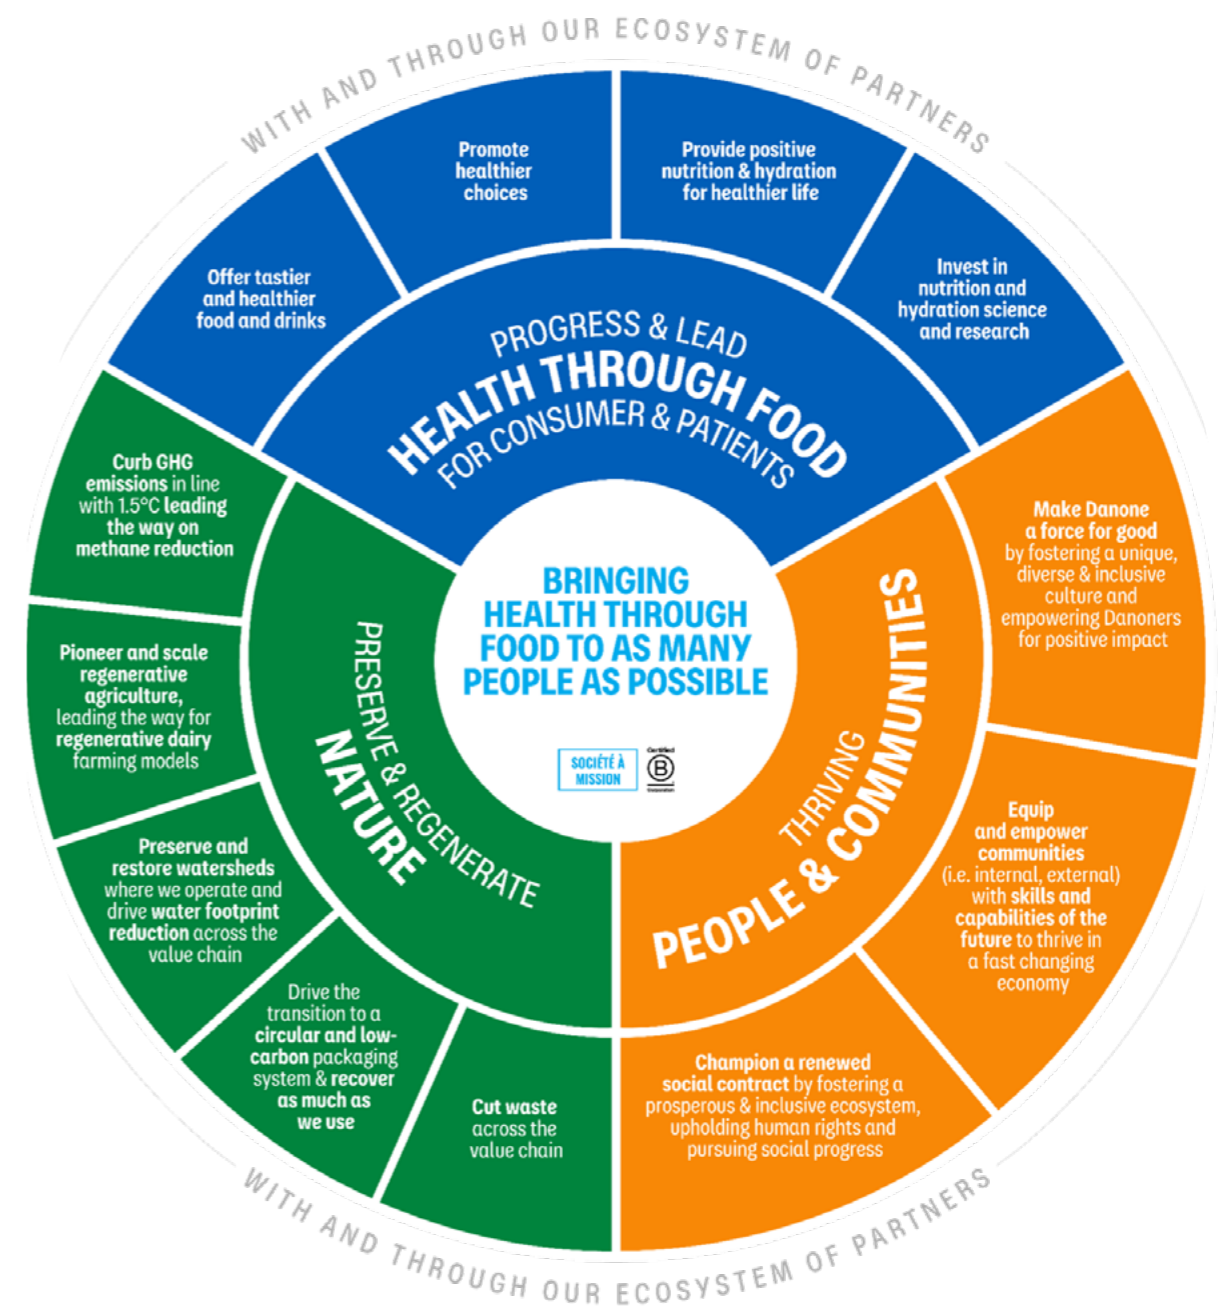 WITH AND THROUGH OUR ECOSYSTEM OF PARTNERS
Offer tastier
and healthier
food and drinks
Promote
healthier
choices
Provide positive
nutrition & hydration
for healthier life
Invest in
nutrition and
hydration science
and research
PROGRESS & LEAD
HEALTH THROUGH FOOD
FOR CONSUMER & PATIENTS
Make Danone
a force for good
by fostering a unique,
diverse & inclusive
culture and
empowering Danoners
for positive impact
Equip
and empower
communities
(i.e. internal, external)
with skills and
capabilities of the
future to thrive in
a fast changing
economy
Champion a renewed
social contract by fostering a
prosperous & inclusive ecosystem,
upholding human rights and
pursuing social progress
THRIVING
PEOPLE & COMMUNITIES
Curb GHG
emissions in line
with 1.5°C leading
the way on
methane reduction
Pioneer and scale
regenerative
agriculture,
leading the way for
regenerative dairy
farming models
Preserve and
restore watersheds
where we operate and
drive water footprint
reduction across the
value chain
Drive the
transition to a
circular and low-
carbon packaging
system & recover
as much as
we use
Cut waste
across the
value chain
PRESERVE & REGENERATE
NATURE
BRINGING
HEALTH THROUGH
FOOD TO AS MANY
PEOPLE AS POSSIBLE
SOCIÉTÉ À
MISSION
Certified
B
Corporation
WITH AND THROUGH OUR ECOSYSTEM OF PARTNERS